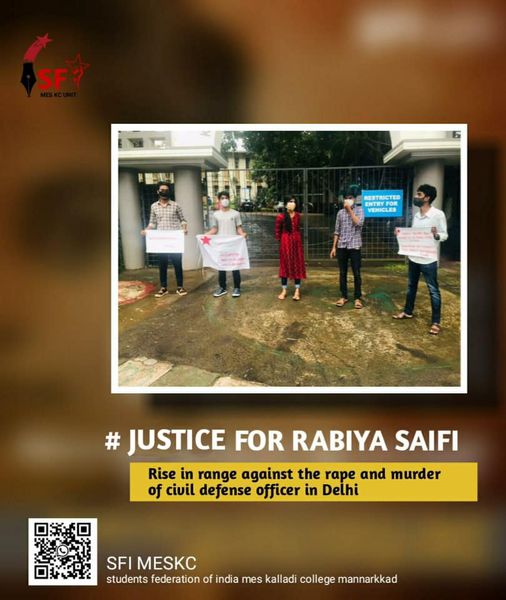 SFI
MES KC UNIT
RESTRICTED
ENTRY FOR
VEHICLES
# JUSTICE FOR RABIYA SAIFI
Rise in range against the rape and murder
of civil defense officer in Delhi
SFI MESKC
students federation of india mes kalladi college mannarkkad